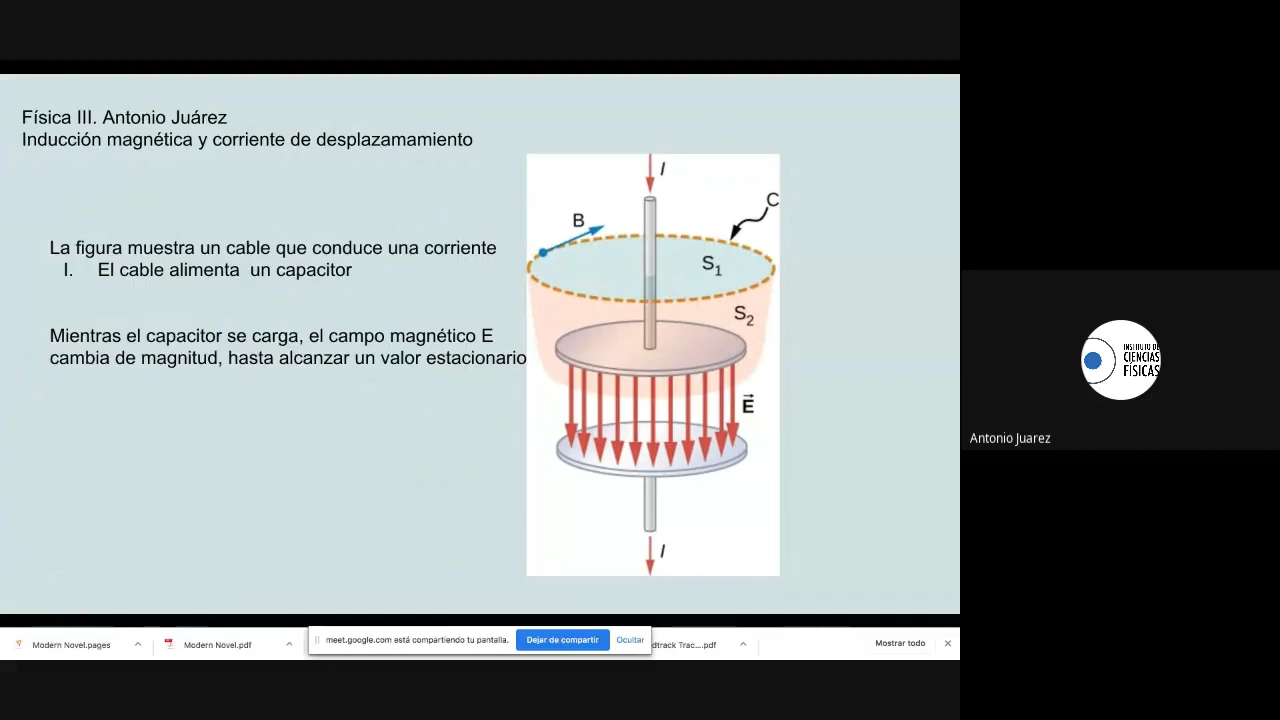 Física III. Antonio Juárez
Inducción magnética y corriente de desplazamamiento
La figura muestra un cable que conduce una corriente
I. El cable alimenta un capacitor
Mientras el capacitor se carga, el campo magnético E
cambia de magnitud, hasta alcanzar un valor estacionario
I
C
B
S1
S2
E
I
INSTITUTO DE
CIENCIAS
FÍSICAS
Antonio Juarez
Modern Novel.pages
Modern Novel.pdf
meet.google.com está compartiendo tu pantalla.
Dejar de compartir
Ocultar
dtrack Trac....pdf
Mostrar todo